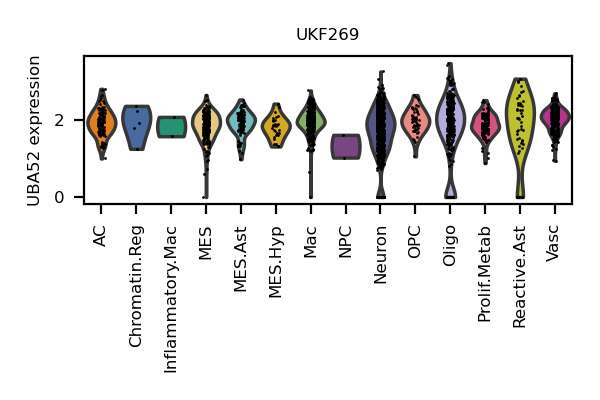 UKF269
UBA52 expression
2
0
AC
Chromatin.Reg
Inflammatory.Mac
MES
MES.Ast
MES.Hyp
Mac
NPC
Neuron
OPC
Oligo
Prolif.Metab
Reactive.Ast
Vasc